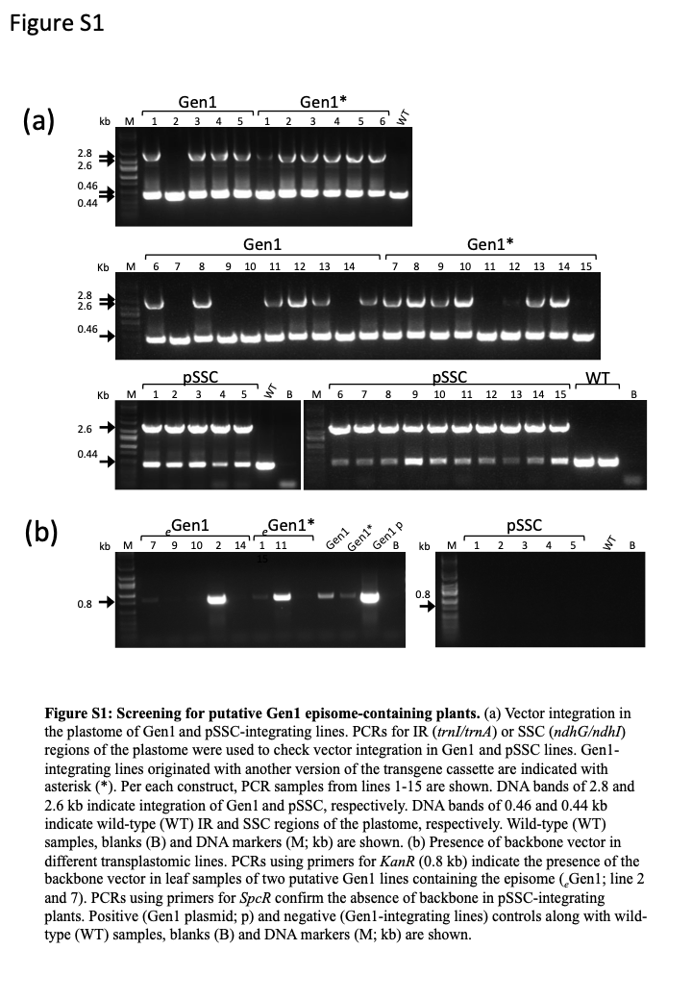 Figure S1
(a)
Gen1 Gen1*
kb M 1 2 3 4 5 1 2 3 4 5 6 WT
2.8
2.6
0.46
0.44
Gen1 Gen1*
Kb M 6 7 8 9 10 11 12 13 14 7 8 9 10 11 12 13 14 15
2.8
2.6
0.46
pSSC pSSC WT
Kb M 1 2 3 4 5 WT B M 6 7 8 9 10 11 12 13 14 15 B
2.6
0.44
(b)
eGen1 eGen1* Gen1 Gen1* Gen1 p pSSC
kb M 7 9 10 2 14 1 11 B kb M 1 2 3 4 5 WT B
15
0.8 0.8
Figure S1: Screening for putative Gen1 episome-containing plants. (a) Vector integration in
the plastome of Gen1 and pSSC-integrating lines. PCRs for IR (trnI/trnA) or SSC (ndhG/ndhI)
regions of the plastome were used to check vector integration in Gen1 and pSSC lines. Gen1-
integrating lines originated with another version of the transgene cassette are indicated with
asterisk (*). Per each construct, PCR samples from lines 1-15 are shown. DNA bands of 2.8 and
2.6 kb indicate integration of Gen1 and pSSC, respectively. DNA bands of 0.46 and 0.44 kb
indicate wild-type (WT) IR and SSC regions of the plastome, respectively. Wild-type (WT)
samples, blanks (B) and DNA markers (M; kb) are shown. (b) Presence of backbone vector in
different transplastomic lines. PCRs using primers for KanR (0.8 kb) indicate the presence of the
backbone vector in leaf samples of two putative Gen1 lines containing the episome (eGen1; line 2
and 7). PCRs using primers for SpcR confirm the absence of backbone in pSSC-integrating
plants. Positive (Gen1 plasmid; p) and negative (Gen1-integrating lines) controls along with wild-
type (WT) samples, blanks (B) and DNA markers (M; kb) are shown.